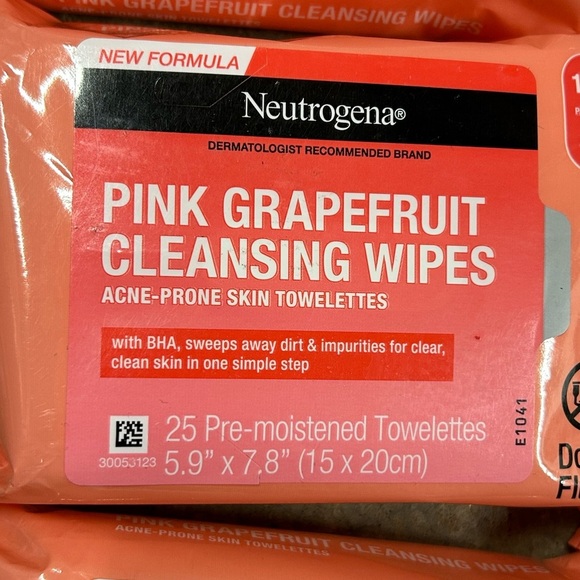 PINK GRAPEFRUIT CLEANSING WIPES
NEW FORMULA
Neutrogena®
DERMATOLOGIST RECOMMENDED BRAND
PINK GRAPEFRUIT
CLEANSING WIPES
ACNE-PRONE SKIN TOWELETTES
with BHA, sweeps away dirt & impurities for clear,
clean skin in one simple step
25 Pre-moistened Towelettes
5.9” x 7.8” (15 x 20cm)
30053123
E1041
PINK GRAPEFRUIT CLEANSING WIPES
ACNE-PRONE SKIN TOWELETTES